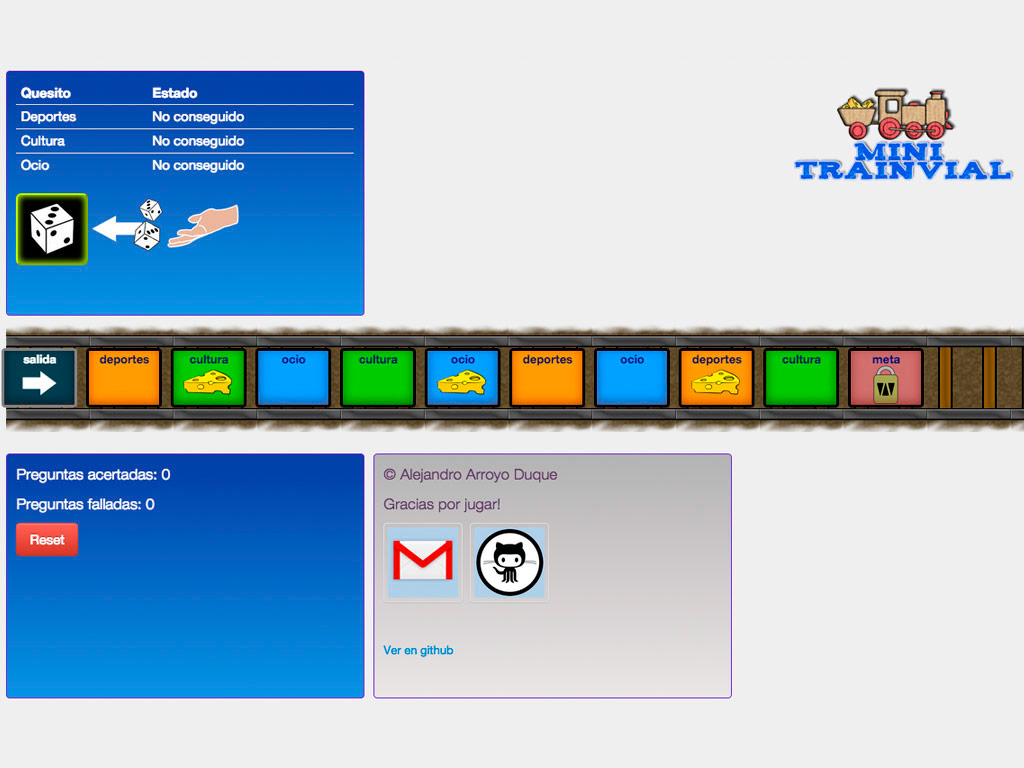 Quesito Estado
Deportes No conseguido
Cultura No conseguido
Ocio No conseguido
MINI
TRAINVIAL
salida deportes cultura ocio cultura ocio deportes ocio deportes cultura meta
Preguntas acertadas: 0
Preguntas falladas: 0
Reset
© Alejandro Arroyo Duque
Gracias por jugar!
Ver en github